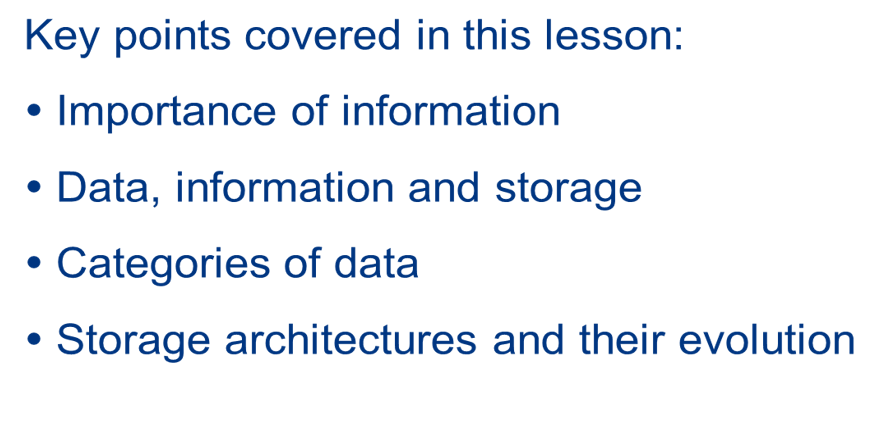 Key points covered in this lesson:
• Importance of information
• Data, information and storage
• Categories of data
• Storage architectures and their evolution